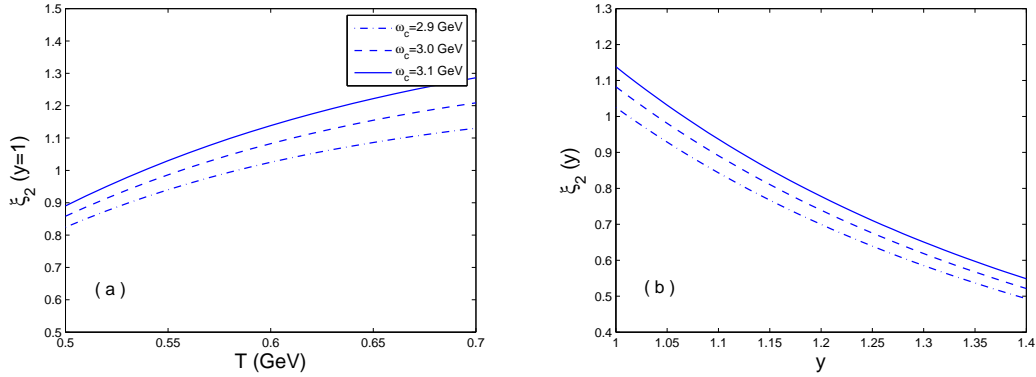 1.5
1.4
1.3
1.2
1.1
1
0.9
0.8
0.7
0.6
0.5
ξ₂ (y=1)
ω_c=2.9 GeV
ω_c=3.0 GeV
ω_c=3.1 GeV
( a )
0.5 0.55 0.6 0.65 0.7
T (GeV)
1.3
1.2
1.1
1
0.9
0.8
0.7
0.6
0.5
0.4
ξ₂ (y)
( b )
1 1.05 1.1 1.15 1.2 1.25 1.3 1.35 1.4
y